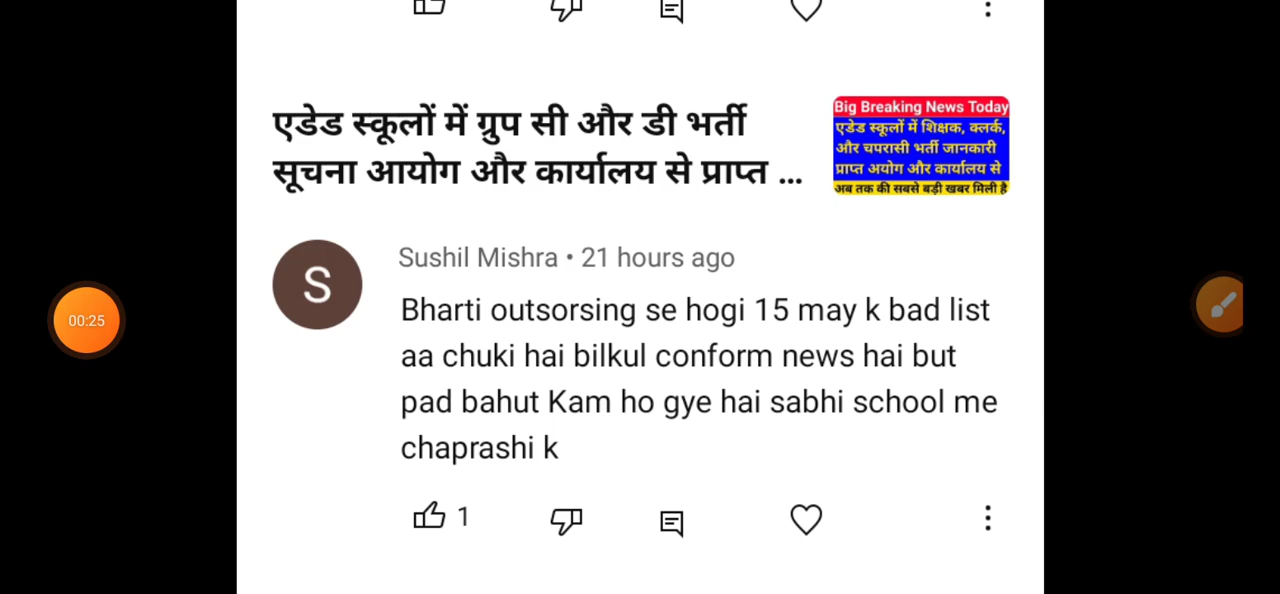 एडेड स्कूलों में ग्रुप सी और डी भर्ती
सूचना आयोग और कार्यालय से प्राप्त ...
Big Breaking News Today
एडेड स्कूलों में शिक्षक, क्लर्क,
और चपरासी भर्ती जानकारी
प्राप्त अयोग और कार्यालय से
अब तक की सबसे बड़ी खबर मिली है
S
Sushil Mishra • 21 hours ago
Bharti outsorsing se hogi 15 may k bad list
aa chuki hai bilkul conform news hai but
pad bahut Kam ho gye hai sabhi school me
chaprashi k
00:25
1